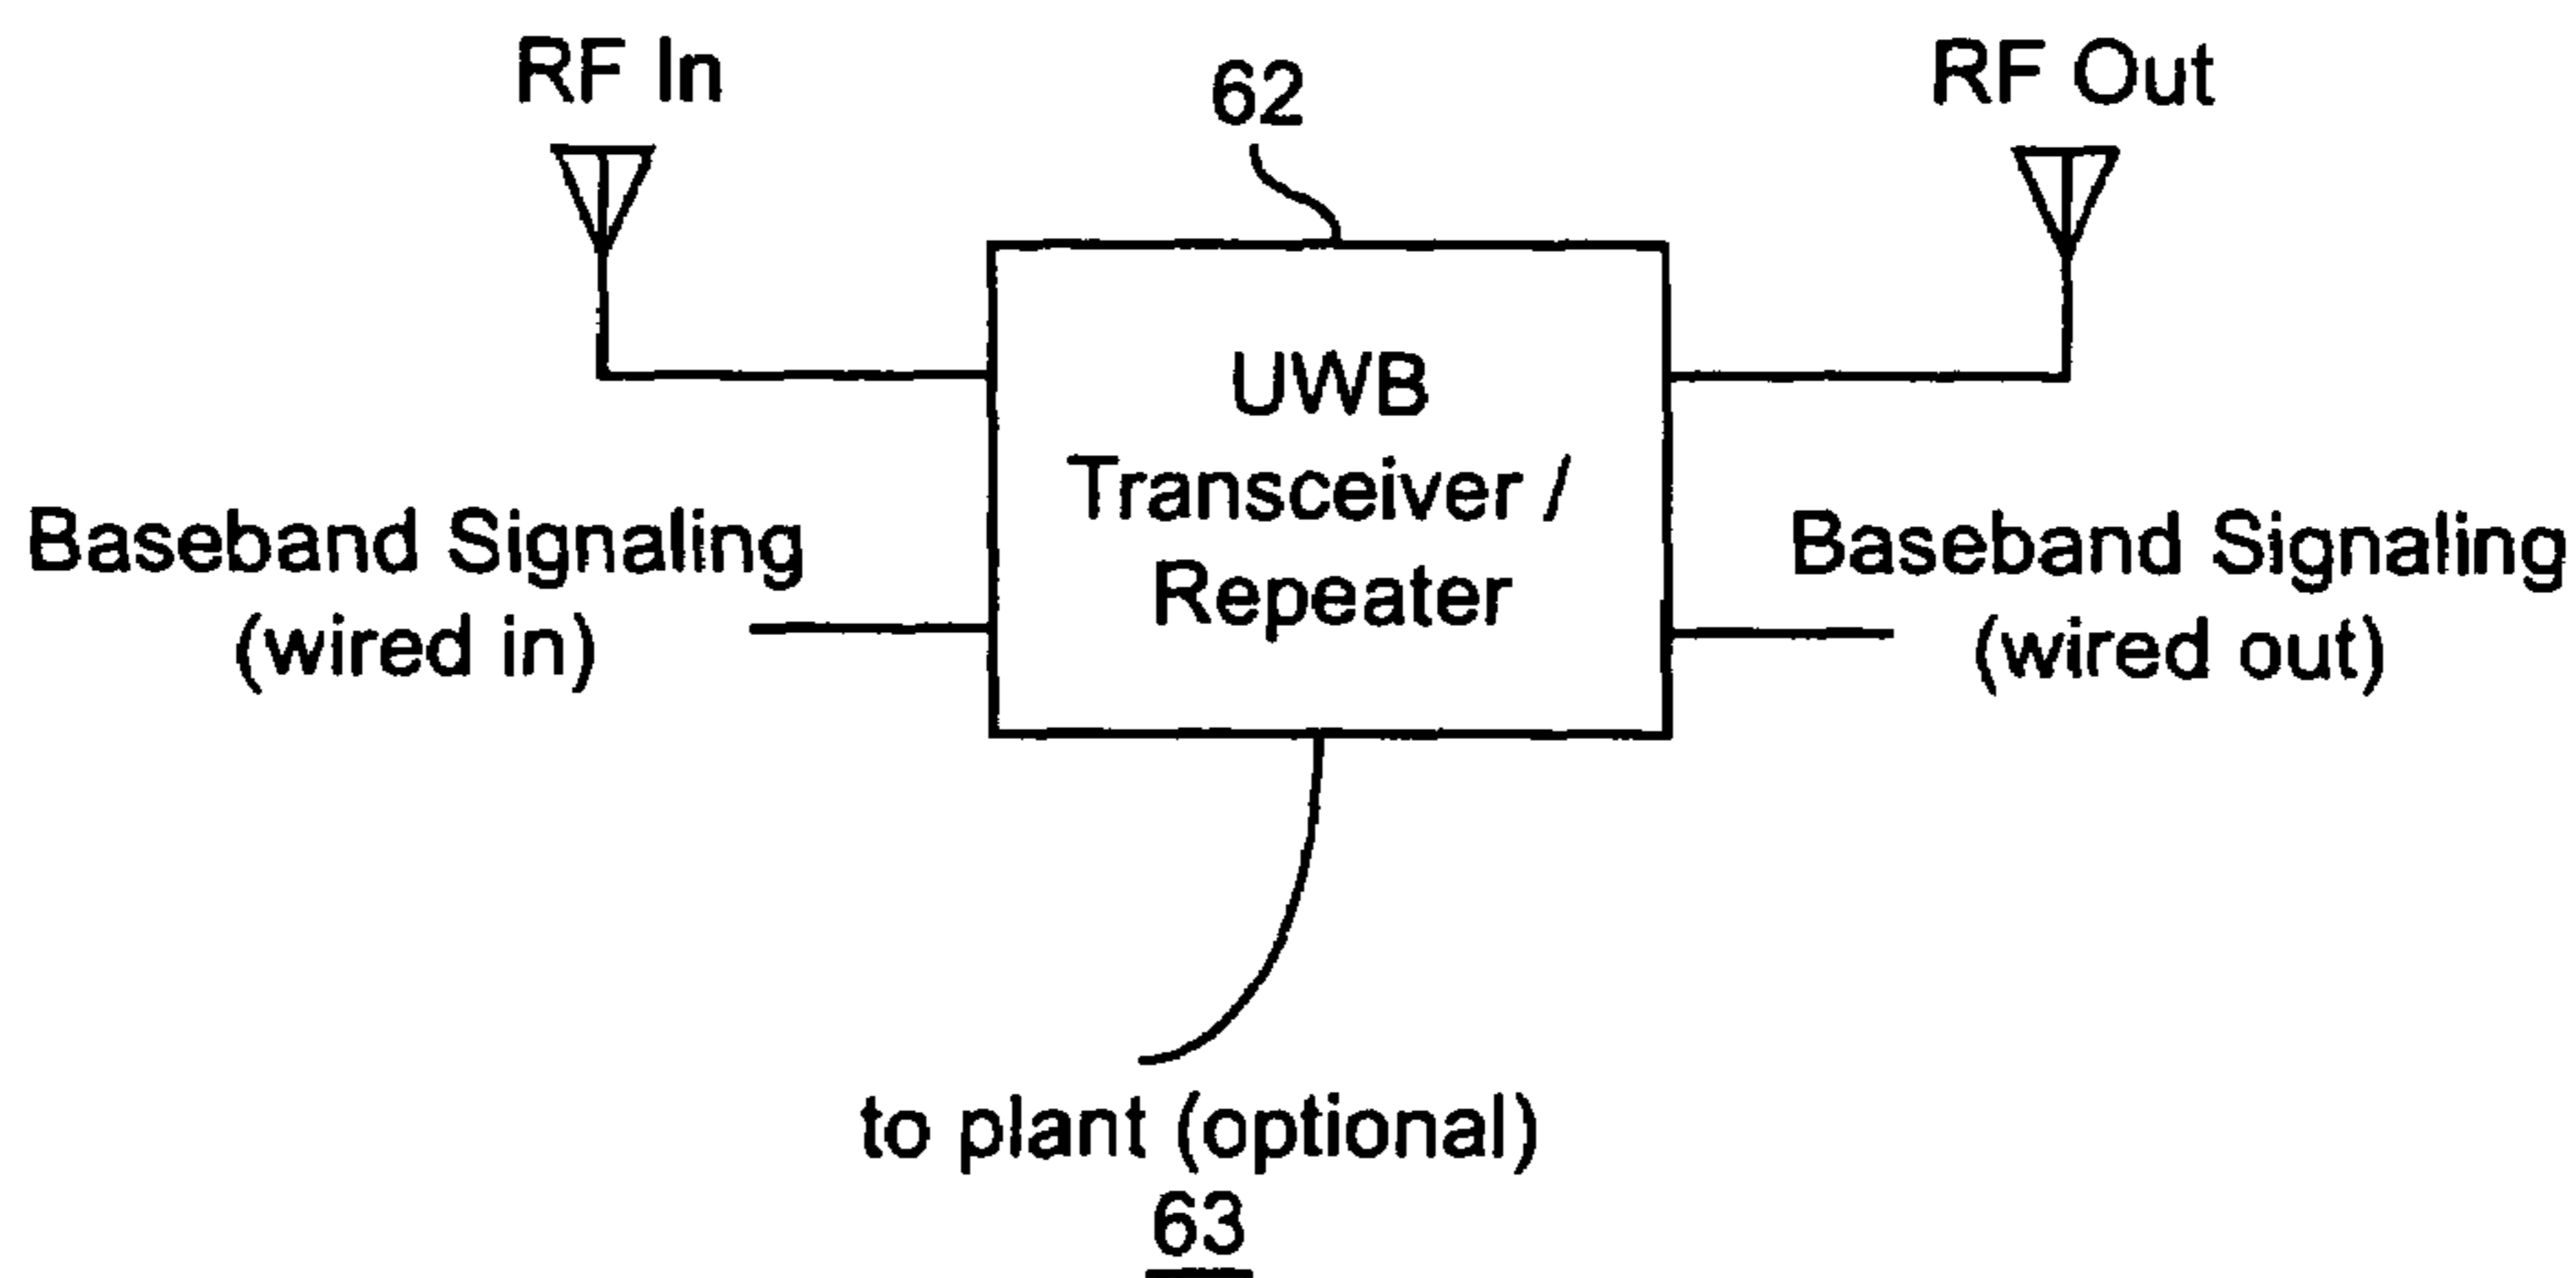 RF In
62
RF Out
UWB
Transceiver /
Repeater
Baseband Signaling
(wired in)
Baseband Signaling
(wired out)
to plant (optional)
63